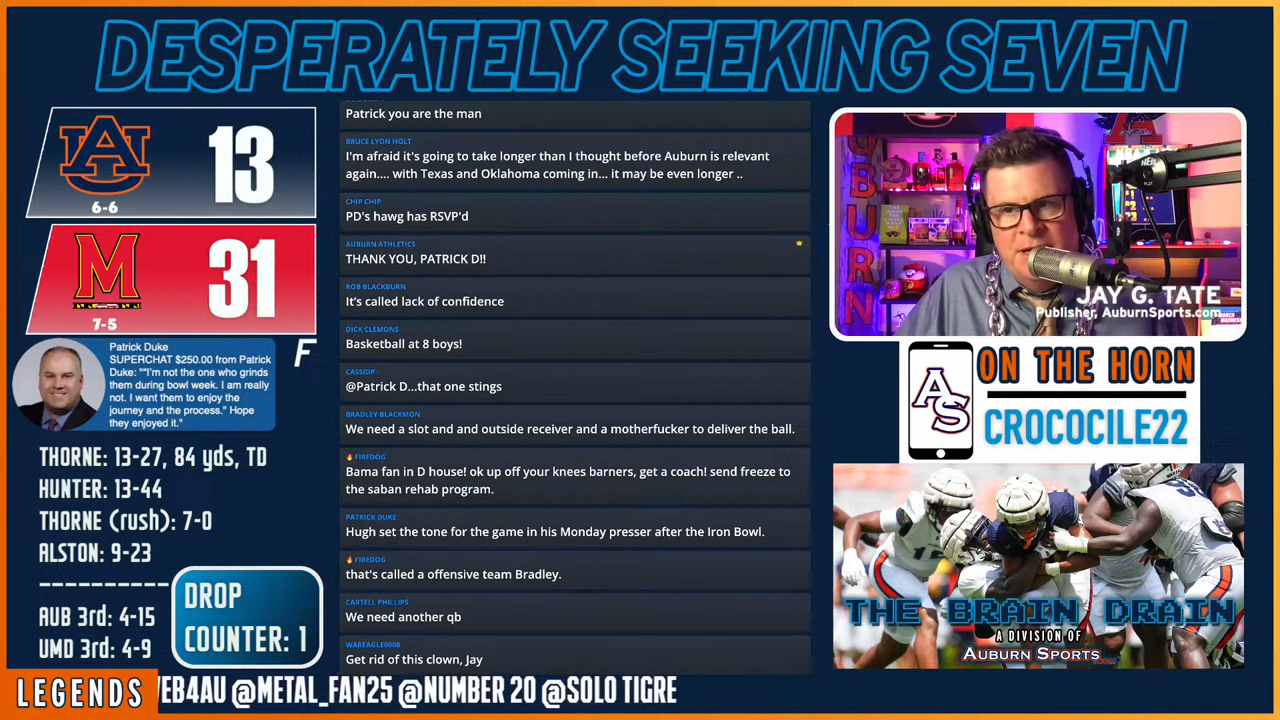 DESPERATELY SEEKING SEVEN
13
6-6
31
7-5
Patrick Duke
SUPERCHAT $250.00 from Patrick
Duke: ""I'm not the one who grinds
them during bowl week. I am really
not. I want them to enjoy the
journey and the process." Hope
they enjoyed it."
F
THORNE: 13-27, 84 yds, TD
HUNTER: 13-44
THORNE (rush): 7-0
ALSTON: 9-23
----------
AUB 3rd: 4-15
UMD 3rd: 4-9
DROP
COUNTER: 1
Patrick you are the man
BRUCE LYON HOLT
I'm afraid it's going to take longer than I thought before Auburn is relevant
again.... with Texas and Oklahoma coming in... it may be even longer ..
CHIP CHIP
PD's hawg has RSVP'd
AUBURN ATHLETICS
THANK YOU, PATRICK D!!
ROB BLACKBURN
It's called lack of confidence
DICK CLEMONS
Basketball at 8 boys!
CASSIDP -
@Patrick D...that one stings
BRADLEY BLACKMON
We need a slot and and outside receiver and a motherfucker to deliver the ball.
FIREDOG
Bama fan in D house! ok up off your knees barners, get a coach! send freeze to
the saban rehab program.
PATRICK DUKE
Hugh set the tone for the game in his Monday presser after the Iron Bowl.
FIREDOG
that's called a offensive team Bradley.
CARTELL PHILLIPS
We need another qb
WAREAGLE0008
Get rid of this clown, Jay
JAY G. TATE
Publisher, AuburnSports.com
AS
ON THE HORN
CROCOCILE22
THE BRAIN DRAIN
A DIVISION OF
AUBURN SPORTS.COM
LEGENDS
WEB4AU @METAL_FAN25 @NUMBER 20 @SOLO TIGRE